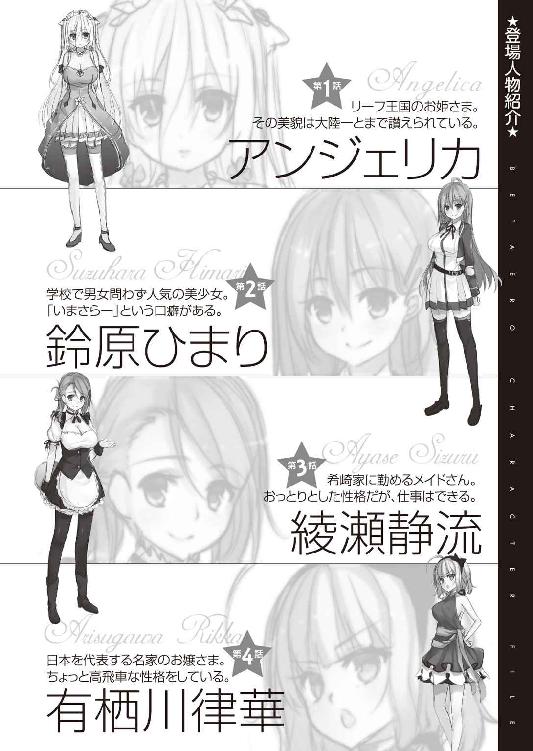 ★登場人物紹介★
BE"AERO CHARACTER FILE
第1話
Angelica
リーフ王国のお姫さま。
その美貌は大陸一とまで讃えられている。
アンジェリカ
Suzuhara Himari
第2話
学校で男女問わず人気の美少女。
「いまさらー」という口癖がある。
鈴原ひまり
第3話
Ayase Sizuru
希崎家に勤めるメイドさん。
おっとりとした性格だが、仕事はできる。
綾瀬静流
Arisugawa Rikka
第4話
日本を代表する名家のお嬢さま。
ちょっと高飛車な性格をしている。
有栖川律華